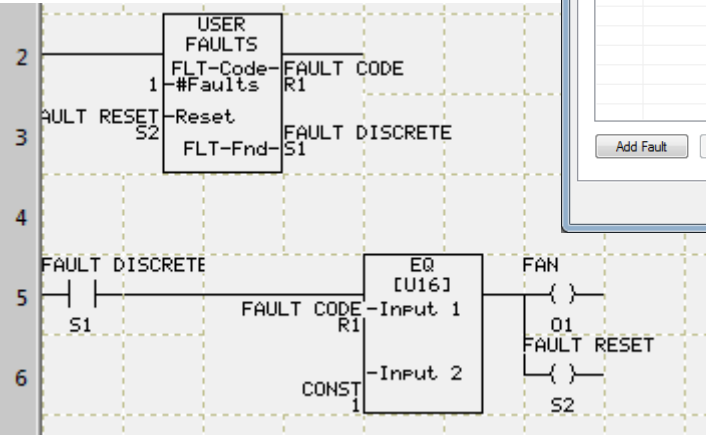 USER
FAULTS
2
FLT-Code
FAULT CODE
1
#Faults
R1
AULT RESET
Reset
S2
FAULT DISCRETE
3
FLT-Fnd
S1
Add Fault
4
FAULT DISCRETE
EQ
FAN
[U16]
5
FAULT CODE
Input 1
S1
R1
O1
FAULT RESET
6
Input 2
CONST
1
S2